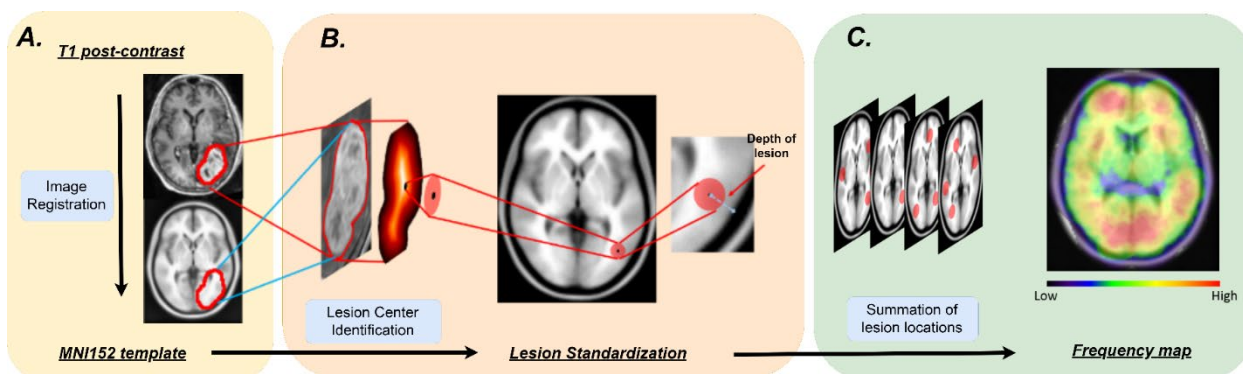 A.
T1 post-contrast
Image
Registration
MNI152 template
B.
Depth of
lesion
Lesion Center
Identification
Lesion Standardization
C.
Low
High
Summation of
lesion locations
Frequency map